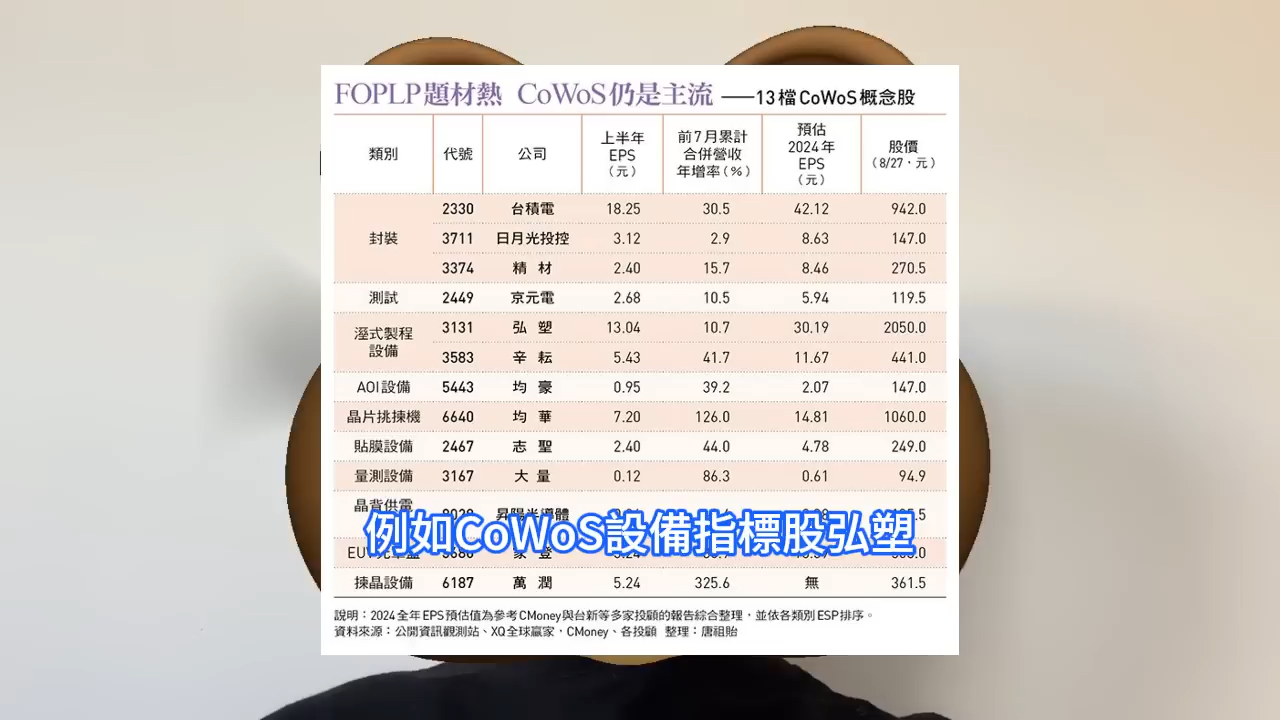 FOPLP題材熱 CoWoS仍是主流 ——13檔CoWoS概念股
類別 代號 公司 上半年EPS（元） 前7月累計合併營收年增率（%） 預估2024年EPS（元） 股價（8/27，元）
封裝 2330 台積電 18.25 30.5 42.12 942.0
3711 日月光投控 3.12 2.9 8.63 147.0
3374 精材 2.40 15.7 8.46 270.5
測試 2449 京元電 2.68 10.5 5.94 119.5
溼式製程設備 3131 弘塑 13.04 10.7 30.19 2050.0
3583 辛耘 5.43 41.7 11.67 441.0
AOI設備 5443 均豪 0.95 39.2 2.07 147.0
晶片挑揀機 6640 均華 7.20 126.0 14.81 1060.0
貼膜設備 2467 志聖 2.40 44.0 4.78 249.0
量測設備 3167 大量 0.12 86.3 0.61 94.9
晶背供電
例如CoWoS設備指標股弘塑
揀晶設備 6187 萬潤 5.24 325.6 無 361.5
說明：2024全年EPS預估值為參考CMoney與台新等多家投顧的報告綜合整理，並依各類別ESP排序。
資料來源：公開資訊觀測站、XQ全球贏家，CMoney、各投顧 整理：唐祖貽